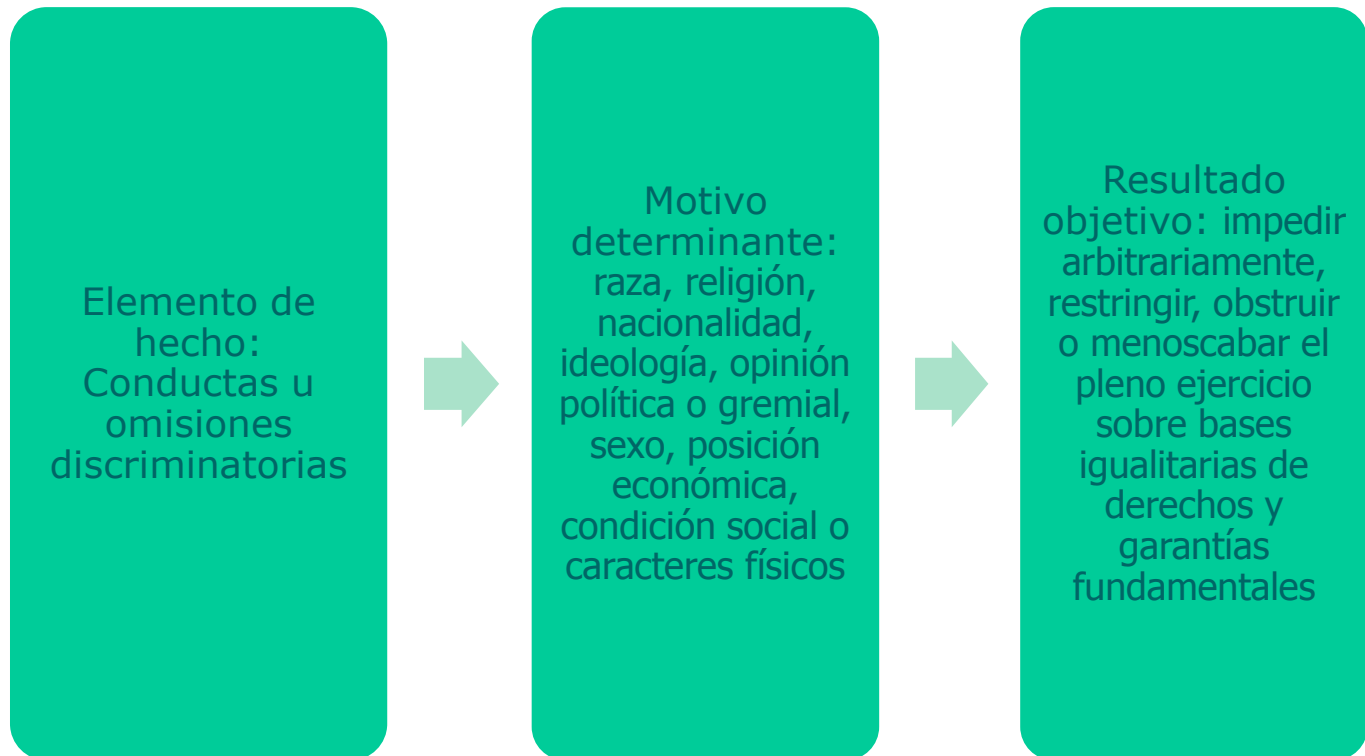 Elemento de
hecho:
Conductas u
omisiones
discriminatorias
Motivo
determinante:
raza, religión,
nacionalidad,
ideología, opinión
política o gremial,
sexo, posición
económica,
condición social o
caracteres físicos
Resultado
objetivo: impedir
arbitrariamente,
restringir, obstruir
o menoscabar el
pleno ejercicio
sobre bases
igualitarias de
derechos y
garantías
fundamentales